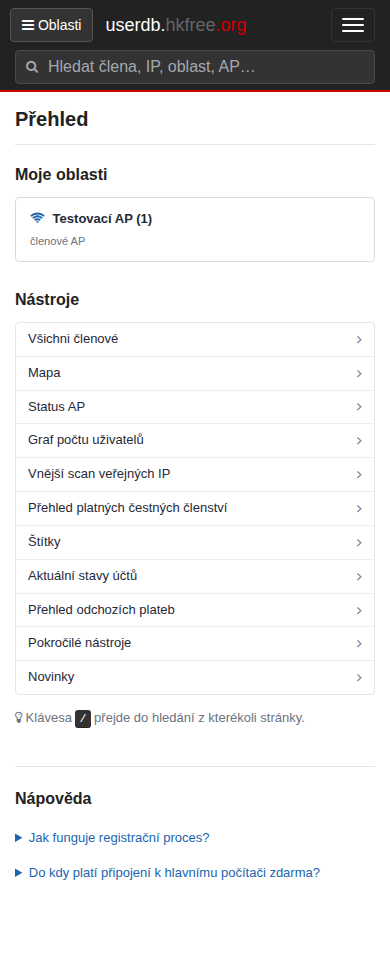 Oblasti userdb.hkfree.org
Hledat člena, IP, oblast, AP…
Přehled
Moje oblasti
Testovací AP (1)
členové AP
Nástroje
Všichni členové
Mapa
Status AP
Graf počtu uživatelů
Vnější scan veřejných IP
Přehled platných čestných členství
Štítky
Aktuální stavy účtů
Přehled odchozích plateb
Pokročilé nástroje
Novinky
Klávesa / přejde do hledání z kterékoli stránky.
Nápověda
Jak funguje registrační proces?
Do kdy platí připojení k hlavnímu počítači zdarma?